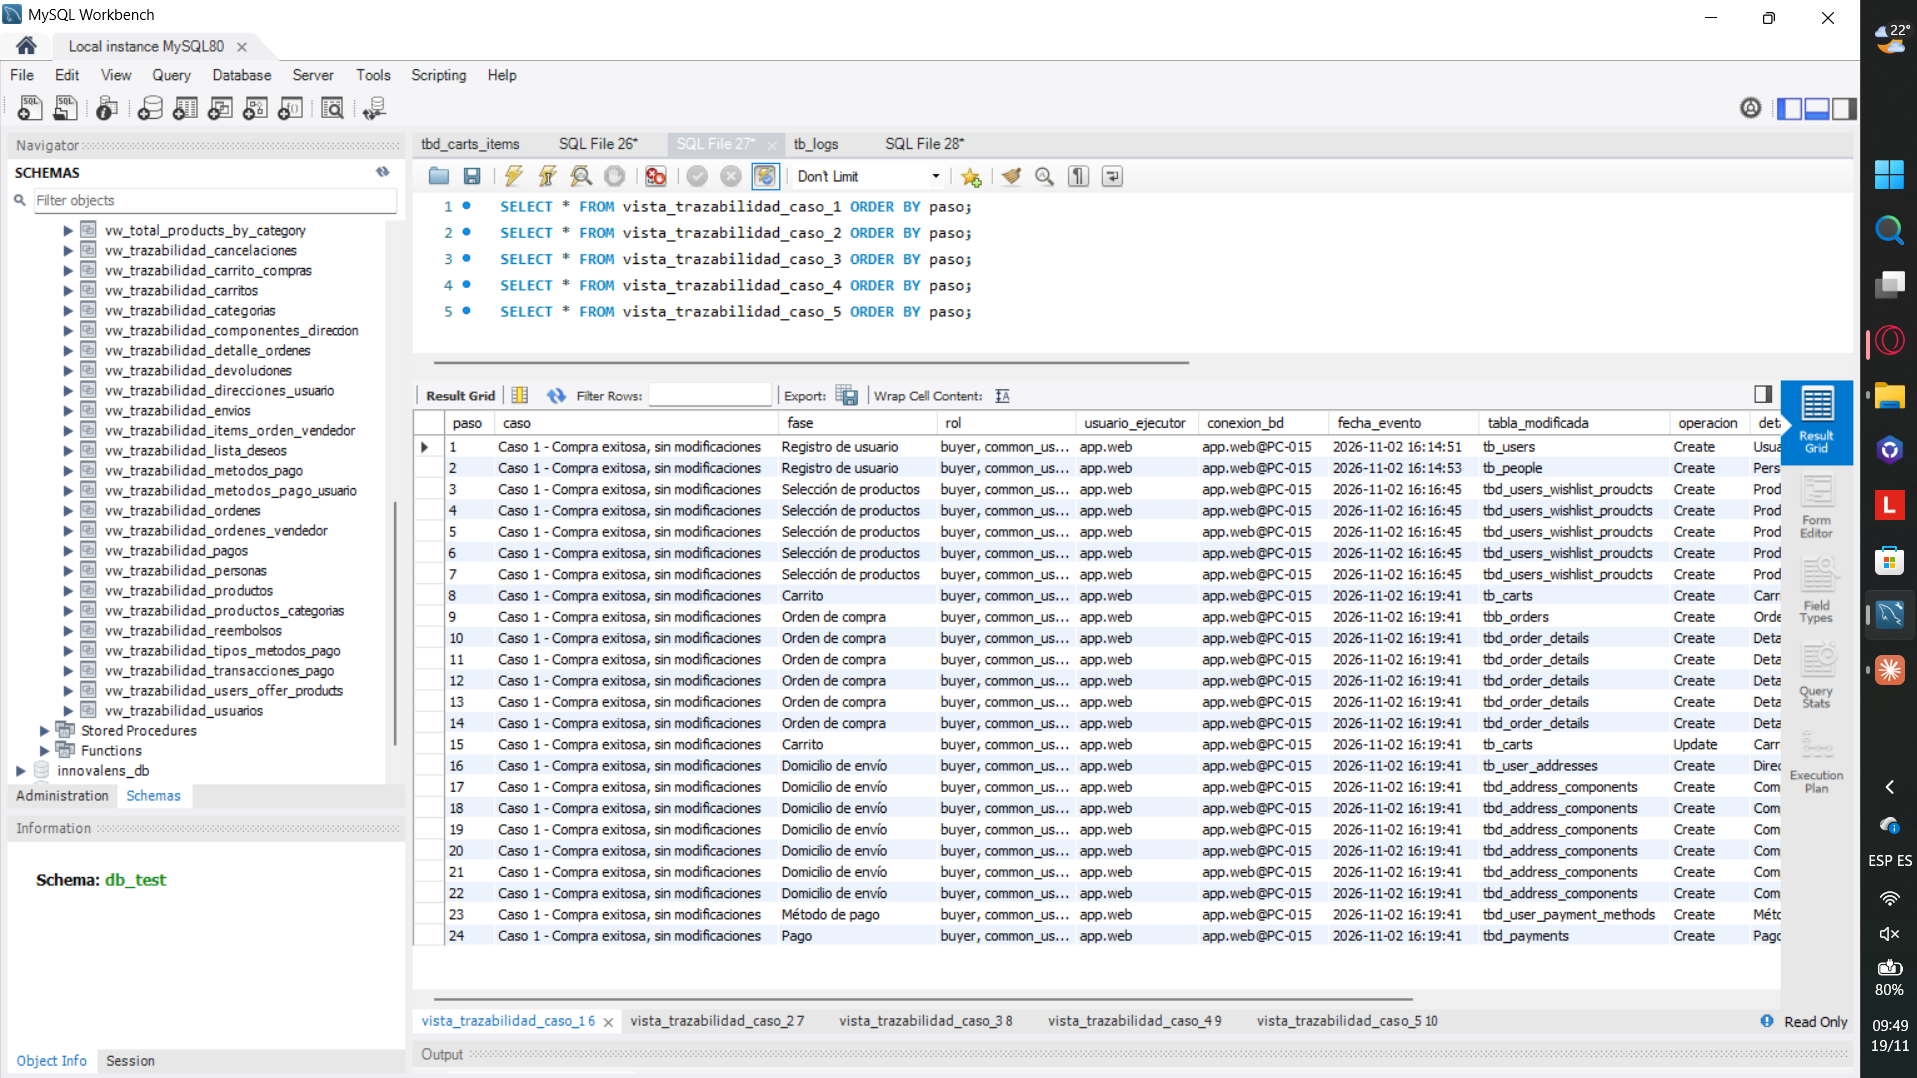 MySQL Workbench
22°
Local instance MySQL80
File Edit View Query Database Server Tools Scripting Help
Navigator
SCHEMAS
Filter objects
vw_total_products_by_category
vw_trazabilidad_cancelaciones
vw_trazabilidad_carrito_compras
vw_trazabilidad_carritos
vw_trazabilidad_categorias
vw_trazabilidad_componentes_direccion
vw_trazabilidad_detalle_ordenes
vw_trazabilidad_devoluciones
vw_trazabilidad_direcciones_usuario
vw_trazabilidad_envios
vw_trazabilidad_items_orden_vendedor
vw_trazabilidad_lista_deseos
vw_trazabilidad_metodos_pago
vw_trazabilidad_metodos_pago_usuario
vw_trazabilidad_ordenes
vw_trazabilidad_ordenes_vendedor
vw_trazabilidad_pagos
vw_trazabilidad_personas
vw_trazabilidad_productos
vw_trazabilidad_productos_categorias
vw_trazabilidad_reembolsos
vw_trazabilidad_tipos_metodos_pago
vw_trazabilidad_transacciones_pago
vw_trazabilidad_users_offer_products
vw_trazabilidad_usuarios
Stored Procedures
Functions
innovalens_db
Administration Schemas
Information
Schema: db_test
Object Info Session
tbd_carts_items SQL File 26* SQL File 27* tb_logs SQL File 28*
Don't Limit
1 SELECT * FROM vista_trazabilidad_caso_1 ORDER BY paso;
2 SELECT * FROM vista_trazabilidad_caso_2 ORDER BY paso;
3 SELECT * FROM vista_trazabilidad_caso_3 ORDER BY paso;
4 SELECT * FROM vista_trazabilidad_caso_4 ORDER BY paso;
5 SELECT * FROM vista_trazabilidad_caso_5 ORDER BY paso;
Result Grid Filter Rows: Export: Wrap Cell Content:
paso caso fase rol usuario_ejecutor conexion_bd fecha_evento tabla_modificada operacion deta
1 Caso 1 - Compra exitosa, sin modificaciones Registro de usuario buyer, common_us... app.web app.web@PC-015 2026-11-02 16:14:51 tb_users Create Usua
2 Caso 1 - Compra exitosa, sin modificaciones Registro de usuario buyer, common_us... app.web app.web@PC-015 2026-11-02 16:14:53 tb_people Create Pers
3 Caso 1 - Compra exitosa, sin modificaciones Selección de productos buyer, common_us... app.web app.web@PC-015 2026-11-02 16:16:45 tbd_users_wishlist_proudcts Create Prod
4 Caso 1 - Compra exitosa, sin modificaciones Selección de productos buyer, common_us... app.web app.web@PC-015 2026-11-02 16:16:45 tbd_users_wishlist_proudcts Create Prod
5 Caso 1 - Compra exitosa, sin modificaciones Selección de productos buyer, common_us... app.web app.web@PC-015 2026-11-02 16:16:45 tbd_users_wishlist_proudcts Create Prod
6 Caso 1 - Compra exitosa, sin modificaciones Selección de productos buyer, common_us... app.web app.web@PC-015 2026-11-02 16:16:45 tbd_users_wishlist_proudcts Create Prod
7 Caso 1 - Compra exitosa, sin modificaciones Selección de productos buyer, common_us... app.web app.web@PC-015 2026-11-02 16:16:45 tbd_users_wishlist_proudcts Create Prod
8 Caso 1 - Compra exitosa, sin modificaciones Carrito buyer, common_us... app.web app.web@PC-015 2026-11-02 16:19:41 tb_carts Create Carr
9 Caso 1 - Compra exitosa, sin modificaciones Orden de compra buyer, common_us... app.web app.web@PC-015 2026-11-02 16:19:41 tbb_orders Create Orde
10 Caso 1 - Compra exitosa, sin modificaciones Orden de compra buyer, common_us... app.web app.web@PC-015 2026-11-02 16:19:41 tbd_order_details Create Deta
11 Caso 1 - Compra exitosa, sin modificaciones Orden de compra buyer, common_us... app.web app.web@PC-015 2026-11-02 16:19:41 tbd_order_details Create Deta
12 Caso 1 - Compra exitosa, sin modificaciones Orden de compra buyer, common_us... app.web app.web@PC-015 2026-11-02 16:19:41 tbd_order_details Create Deta
13 Caso 1 - Compra exitosa, sin modificaciones Orden de compra buyer, common_us... app.web app.web@PC-015 2026-11-02 16:19:41 tbd_order_details Create Deta
14 Caso 1 - Compra exitosa, sin modificaciones Orden de compra buyer, common_us... app.web app.web@PC-015 2026-11-02 16:19:41 tbd_order_details Create Deta
15 Caso 1 - Compra exitosa, sin modificaciones Carrito buyer, common_us... app.web app.web@PC-015 2026-11-02 16:19:41 tb_carts Update Carr
16 Caso 1 - Compra exitosa, sin modificaciones Domicilio de envío buyer, common_us... app.web app.web@PC-015 2026-11-02 16:19:41 tb_user_addresses Create Direc
17 Caso 1 - Compra exitosa, sin modificaciones Domicilio de envío buyer, common_us... app.web app.web@PC-015 2026-11-02 16:19:41 tbd_address_components Create Com
18 Caso 1 - Compra exitosa, sin modificaciones Domicilio de envío buyer, common_us... app.web app.web@PC-015 2026-11-02 16:19:41 tbd_address_components Create Com
19 Caso 1 - Compra exitosa, sin modificaciones Domicilio de envío buyer, common_us... app.web app.web@PC-015 2026-11-02 16:19:41 tbd_address_components Create Com
20 Caso 1 - Compra exitosa, sin modificaciones Domicilio de envío buyer, common_us... app.web app.web@PC-015 2026-11-02 16:19:41 tbd_address_components Create Com
21 Caso 1 - Compra exitosa, sin modificaciones Domicilio de envío buyer, common_us... app.web app.web@PC-015 2026-11-02 16:19:41 tbd_address_components Create Com
22 Caso 1 - Compra exitosa, sin modificaciones Domicilio de envío buyer, common_us... app.web app.web@PC-015 2026-11-02 16:19:41 tbd_address_components Create Com
23 Caso 1 - Compra exitosa, sin modificaciones Método de pago buyer, common_us... app.web app.web@PC-015 2026-11-02 16:19:41 tbd_user_payment_methods Create Méto
24 Caso 1 - Compra exitosa, sin modificaciones Pago buyer, common_us... app.web app.web@PC-015 2026-11-02 16:19:41 tbd_payments Create Pago
Result
Grid
Form
Editor
Field
Types
Query
Stats
Execution
Plan
vista_trazabilidad_caso_1 6 vista_trazabilidad_caso_2 7 vista_trazabilidad_caso_3 8 vista_trazabilidad_caso_4 9 vista_trazabilidad_caso_5 10
Read Only
Output
L
ESP ES
80%
09:49
19/11